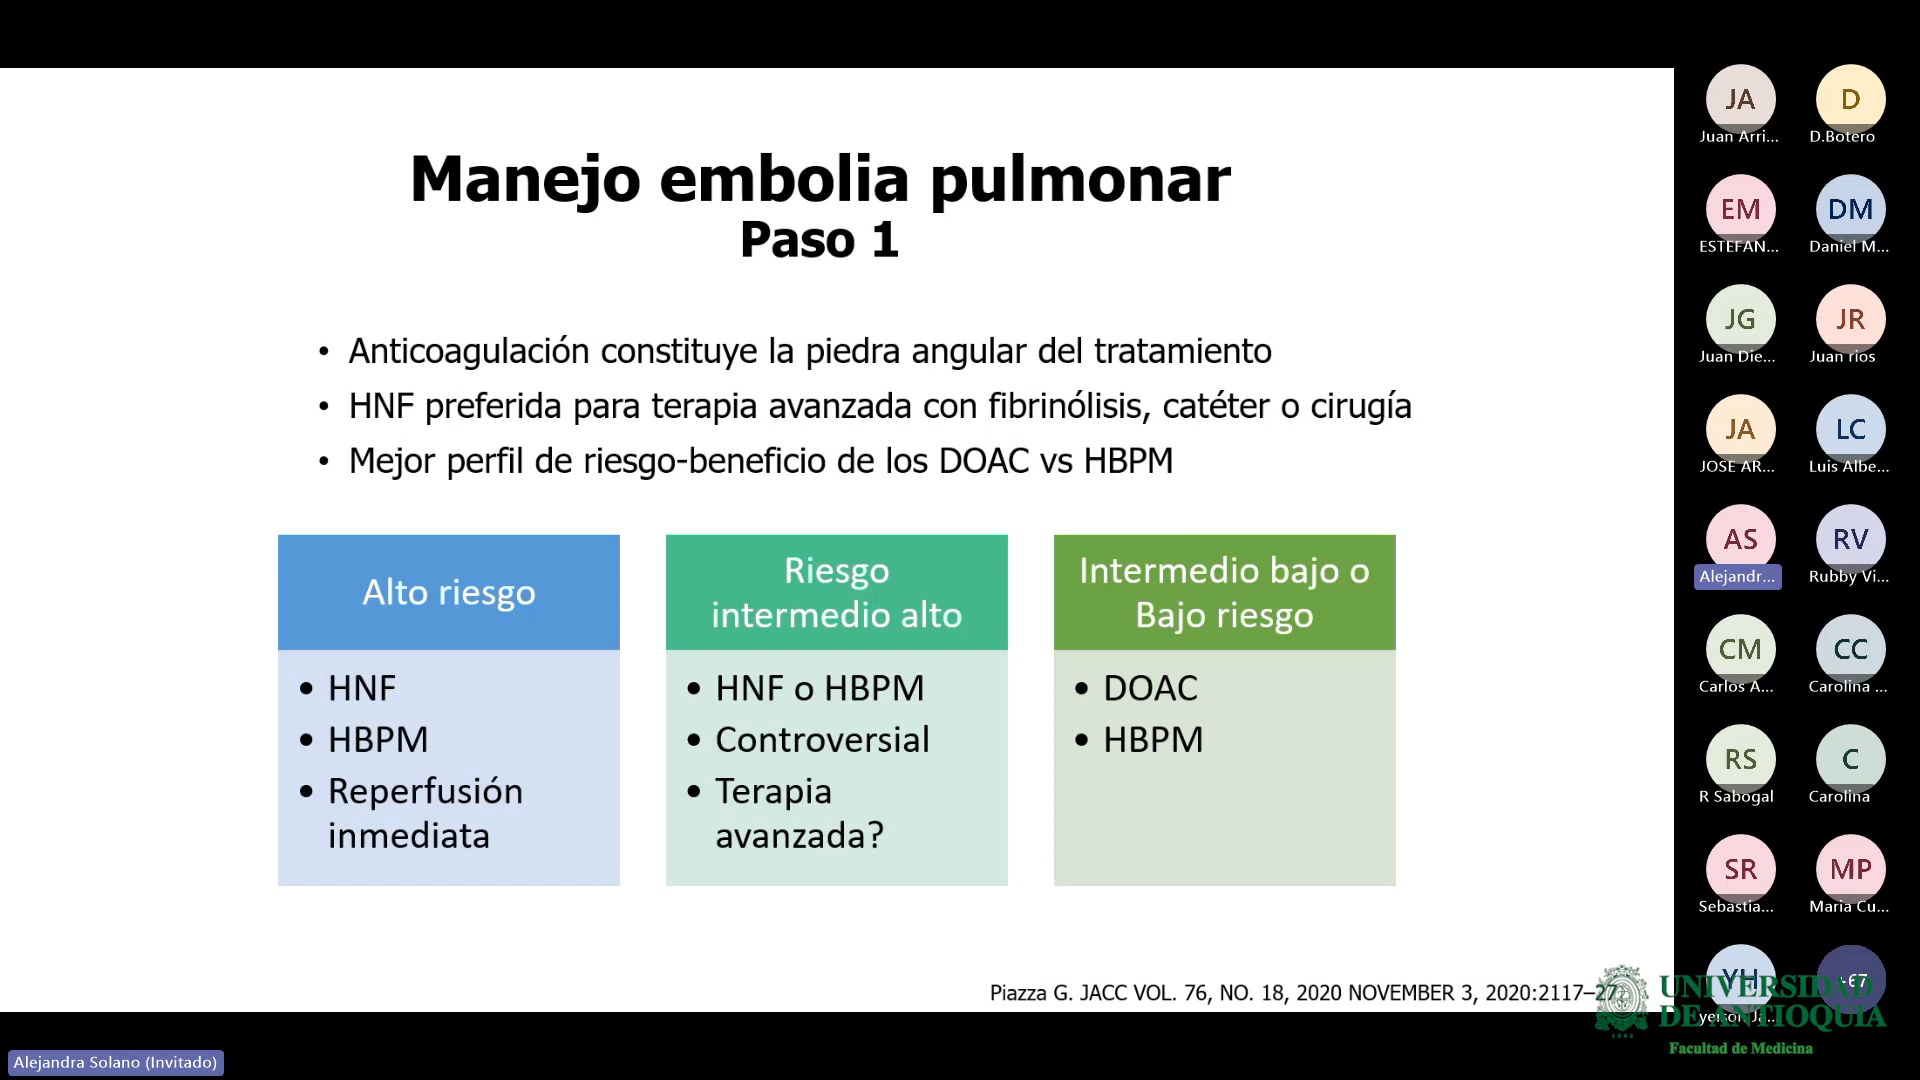 Manejo embolia pulmonar
Paso 1
• Anticoagulación constituye la piedra angular del tratamiento
• HNF preferida para terapia avanzada con fibrinólisis, catéter o cirugía
• Mejor perfil de riesgo-beneficio de los DOAC vs HBPM
Alto riesgo
• HNF
• HBPM
• Reperfusión
inmediata
Riesgo
intermedio alto
• HNF o HBPM
• Controversial
• Terapia
avanzada?
Intermedio bajo o
Bajo riesgo
• DOAC
• HBPM
Piazza G. JACC VOL. 76, NO. 18, 2020 NOVEMBER 3, 2020:2117–27
JA
Juan Arri...
D
D.Botero
EM
ESTEFAN...
DM
Daniel M...
JG
Juan Die...
JR
Juan rios
JA
JOSE AR...
LC
Luis Albe...
AS
Alejandr...
RV
Rubby Vi...
CM
Carlos A...
CC
Carolina ...
RS
R Sabogal
C
Carolina
SR
Sebastia...
MP
Maria Cu...
YH
+67
UNIVERSIDAD
DE ANTIOQUIA
Facultad de Medicina
Alejandra Solano (Invitado)